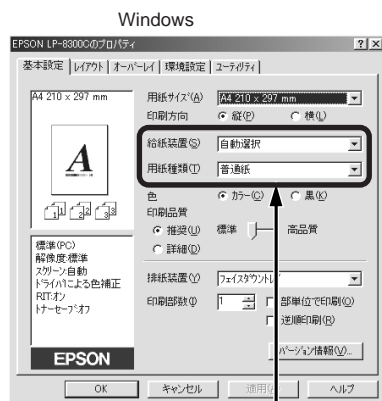 Windows
EPSON LP-8300Cのプロパティ
基本設定 レイアウト オーバーレイ 環境設定 ユーティリティ
A4 210 x 297 mm
用紙サイズ(A) A4 210 x 297 mm
印刷方向 縦(P) 横(L)
給紙装置(S) 自動選択
用紙種類(T) 普通紙
A
1 2 3
色 カラー(G) 黒(K)
印刷品質
推奨(U) 標準 高品質
詳細(D)
標準(PC)
解像度:標準
スクリーン:自動
ドライバによる色補正
RIT:オン
トナーセーブ:オフ
排紙装置(Y) フェイスダウントレイ
印刷部数(I) 1 部単位で印刷(O)
逆順印刷(R)
EPSON
バージョン情報(V)...
OK キャンセル 適用(A) ヘルプ